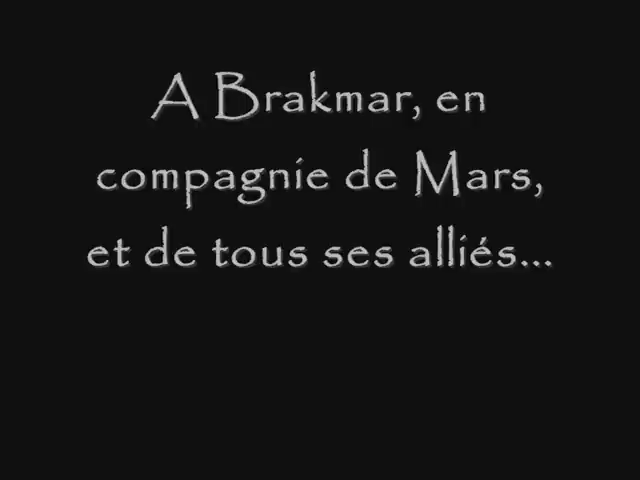 A Brakmar, en
compagnie de Mars,
et de tous ses alliés...